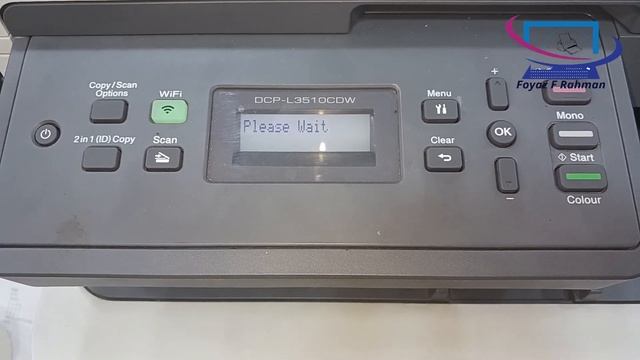 Foyaz F Rahman
Copy/Scan
Options
WiFi
DCP-L3510CDW
Please Wait
Menu
+
Mono
2 in 1 (ID) Copy
Scan
Clear
OK
Start
−
Colour